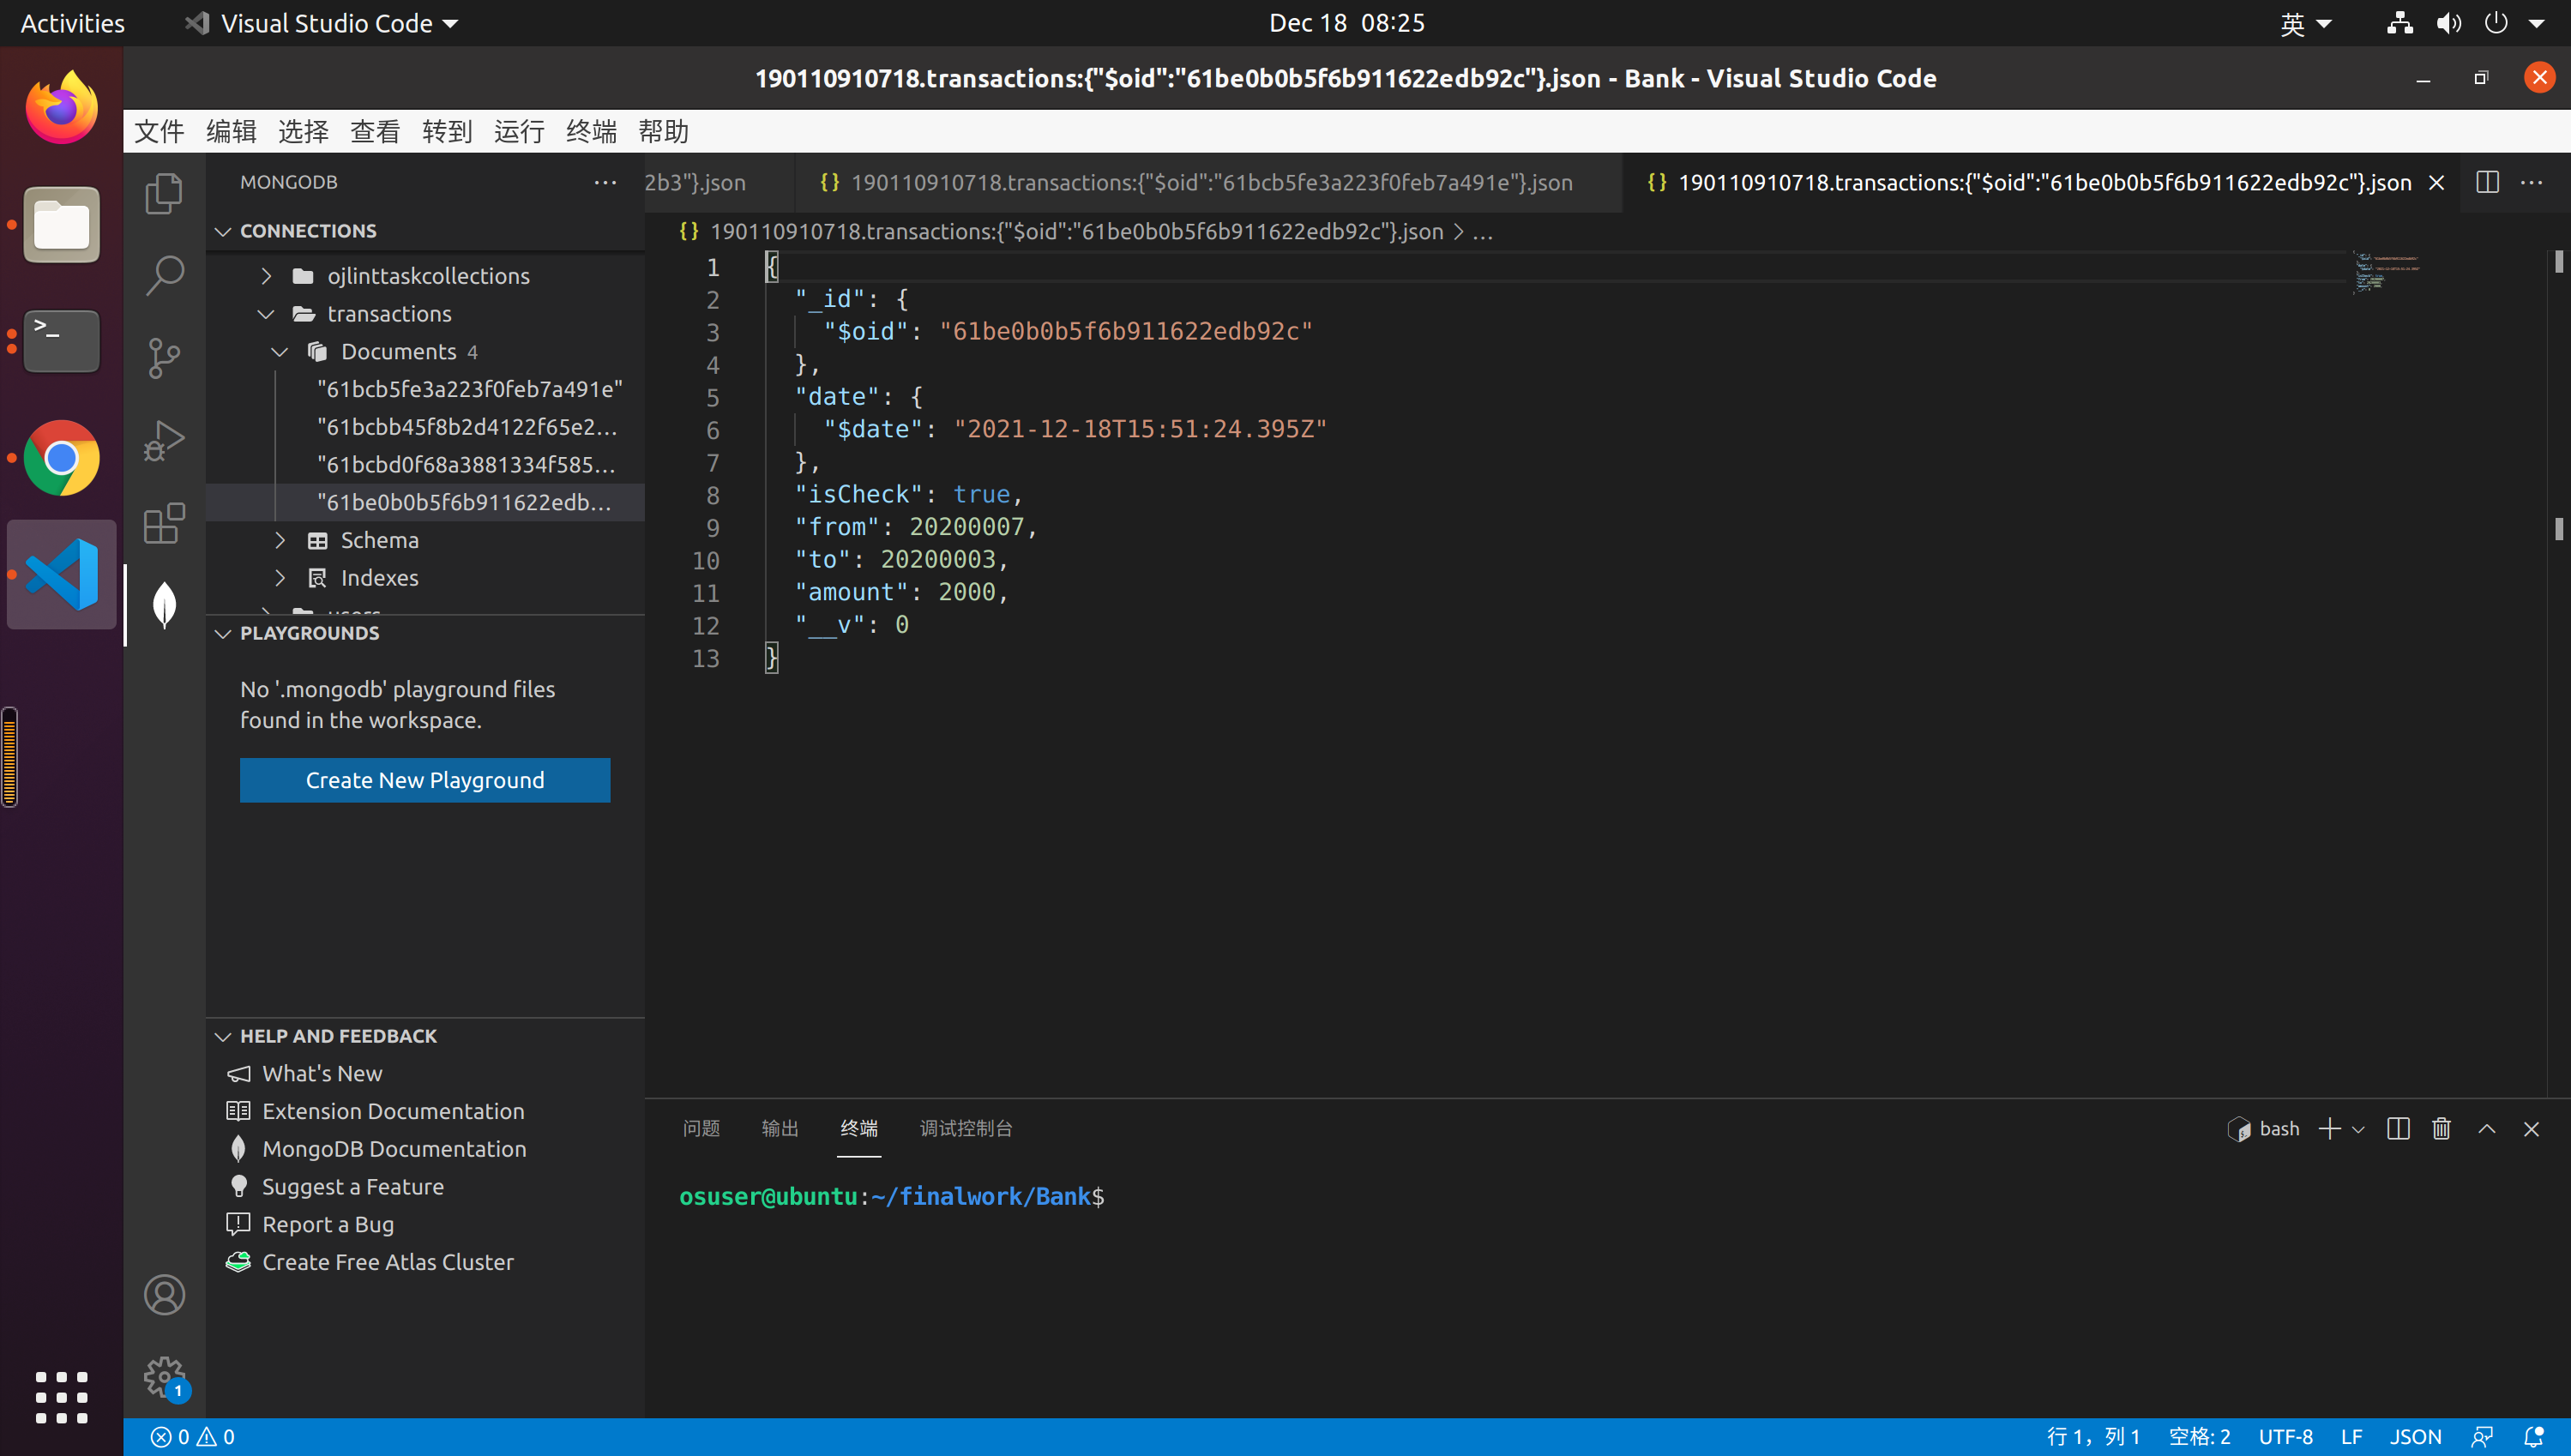 Activities
Visual Studio Code
Dec 18 08:25
英
190110910718.transactions:{"$oid":"61be0b0b5f6b911622edb92c"}.json - Bank - Visual Studio Code
文件 编辑 选择 查看 转到 运行 终端 帮助
MONGODB
CONNECTIONS
ojlinttaskcollections
transactions
Documents 4
"61bcb5fe3a223f0feb7a491e"
"61bcbb45f8b2d4122f65e2...
"61bcbd0f68a3881334f585...
"61be0b0b5f6b911622edb...
Schema
Indexes
users
PLAYGROUNDS
No '.mongodb' playground files
found in the workspace.
Create New Playground
HELP AND FEEDBACK
What's New
Extension Documentation
MongoDB Documentation
Suggest a Feature
Report a Bug
Create Free Atlas Cluster
1
2b3"}.json
{} 190110910718.transactions:{"$oid":"61bcb5fe3a223f0feb7a491e"}.json
{} 190110910718.transactions:{"$oid":"61be0b0b5f6b911622edb92c"}.json
{} 190110910718.transactions:{"$oid":"61be0b0b5f6b911622edb92c"}.json > ...
1 {
2 "_id": {
3 "$oid": "61be0b0b5f6b911622edb92c"
4 },
5 "date": {
6 "$date": "2021-12-18T15:51:24.395Z"
7 },
8 "isCheck": true,
9 "from": 20200007,
10 "to": 20200003,
11 "amount": 2000,
12 "__v": 0
13 }
问题 输出 终端 调试控制台
bash
osuser@ubuntu:~/finalwork/Bank$
0 0
行 1，列 1 空格: 2 UTF-8 LF JSON